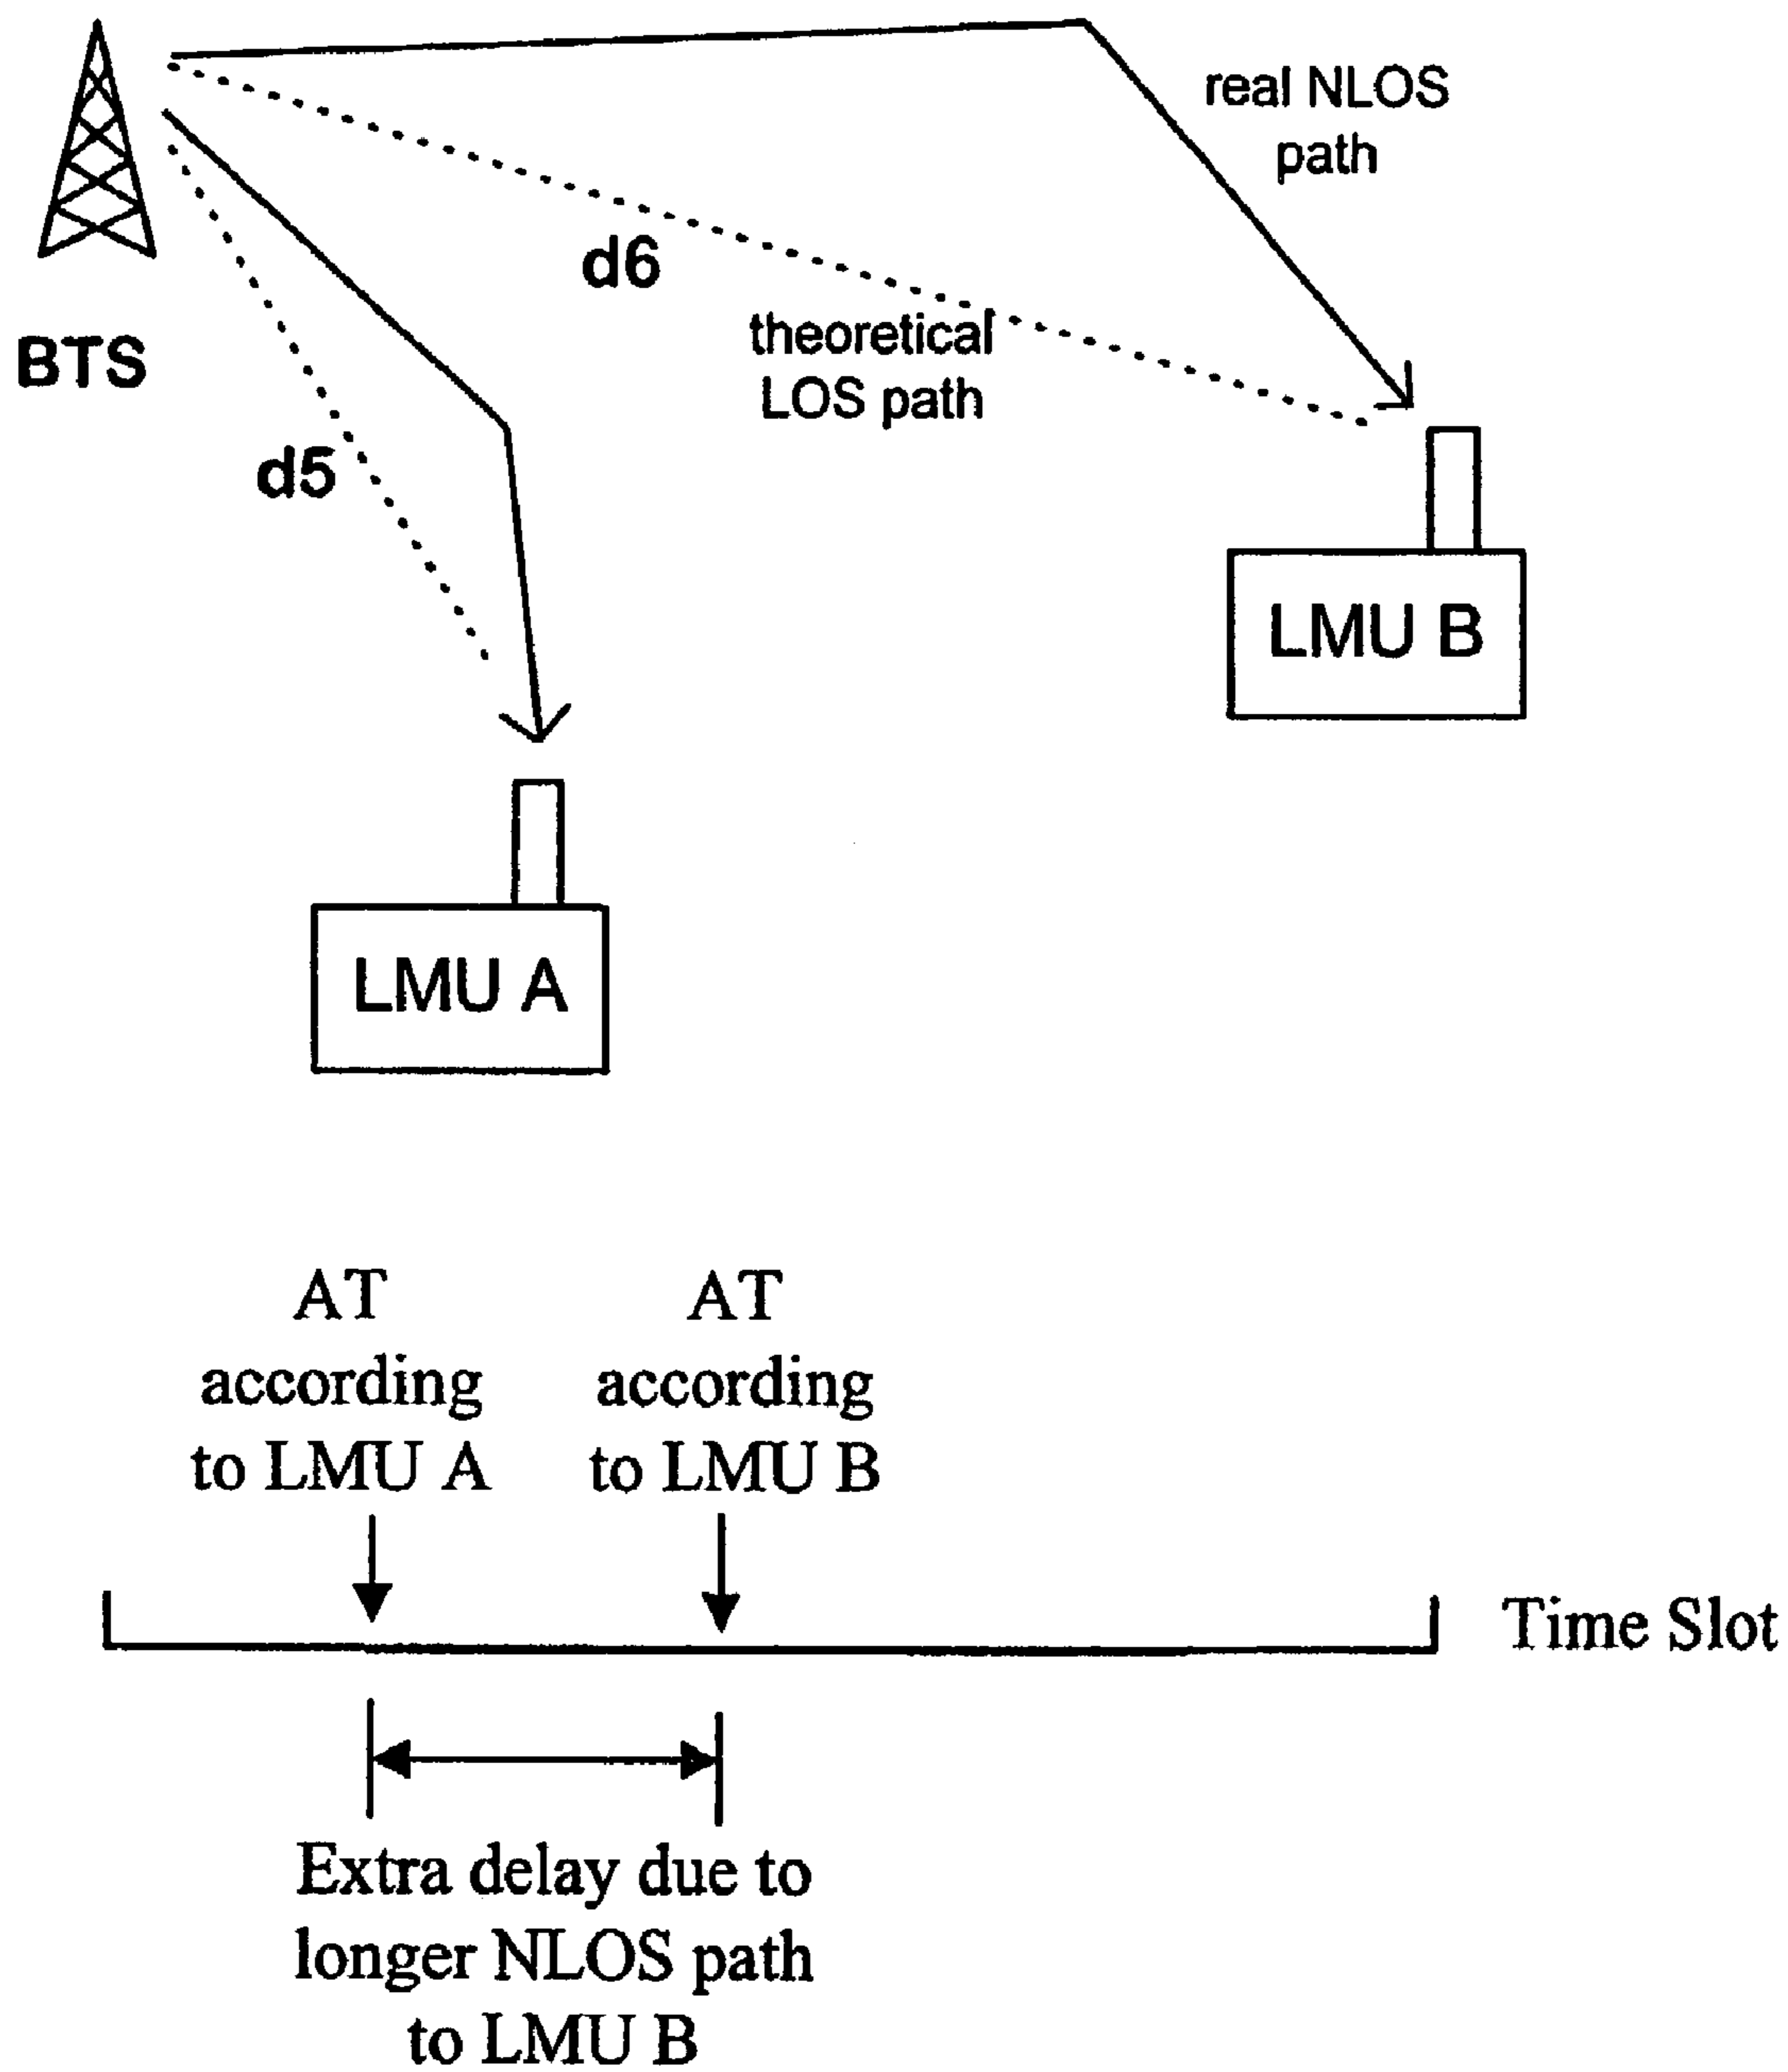 real NLOS
path
d6
theoretical
LOS path
BTS
d5
LMU B
LMU A
AT
according
to LMU A
AT
according
to LMU B
Time Slot
Extra delay due to
longer NLOS path
to LMU B